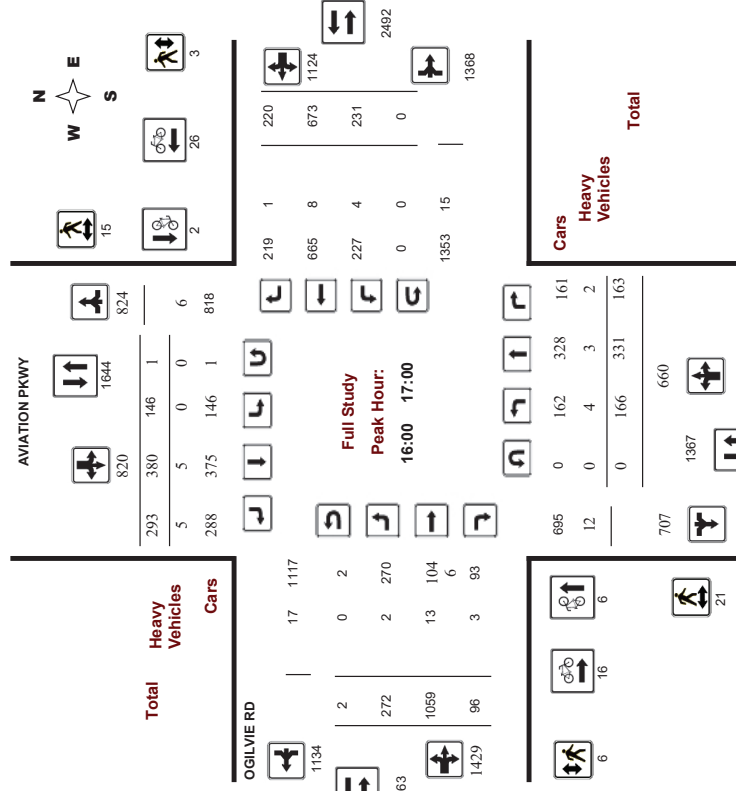 AVIATION PKWY
N
W E
S
820
1644
824
15
3
2
26
293 380 146 1
5 5 0 0 6
288 375 146 1 818
Total
Heavy
Vehicles
Cars
219 1 220
665 8 673
227 4 231
0 0 0
1353 15
1124
2492
1368
Full Study
Peak Hour:
16:00 17:00
OGILVIE RD
17 1117
2 0 2
272 2 270
1059 13 104
6
96 3 93
1134
63
1429
695 0 162 328 161
12 0 4 3 2
0 166 331 163
707
1367
660
Cars
Heavy
Vehicles
Total
6
16
6
21